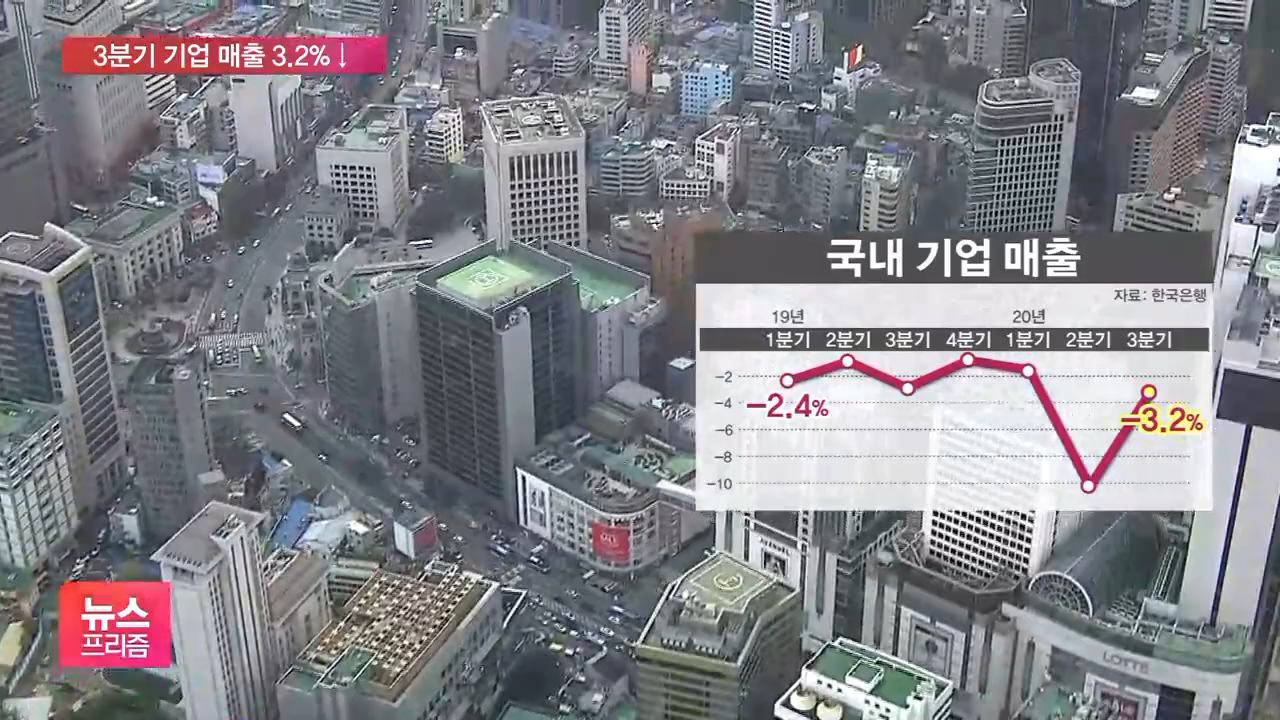 3분기 기업 매출 3.2%↓
국내 기업 매출
자료: 한국은행
19년 20년
1분기 2분기 3분기 4분기 1분기 2분기 3분기
-2
-4
-6
-8
-10
-2.4%
-3.2%
뉴스
프리즘
LOTTE